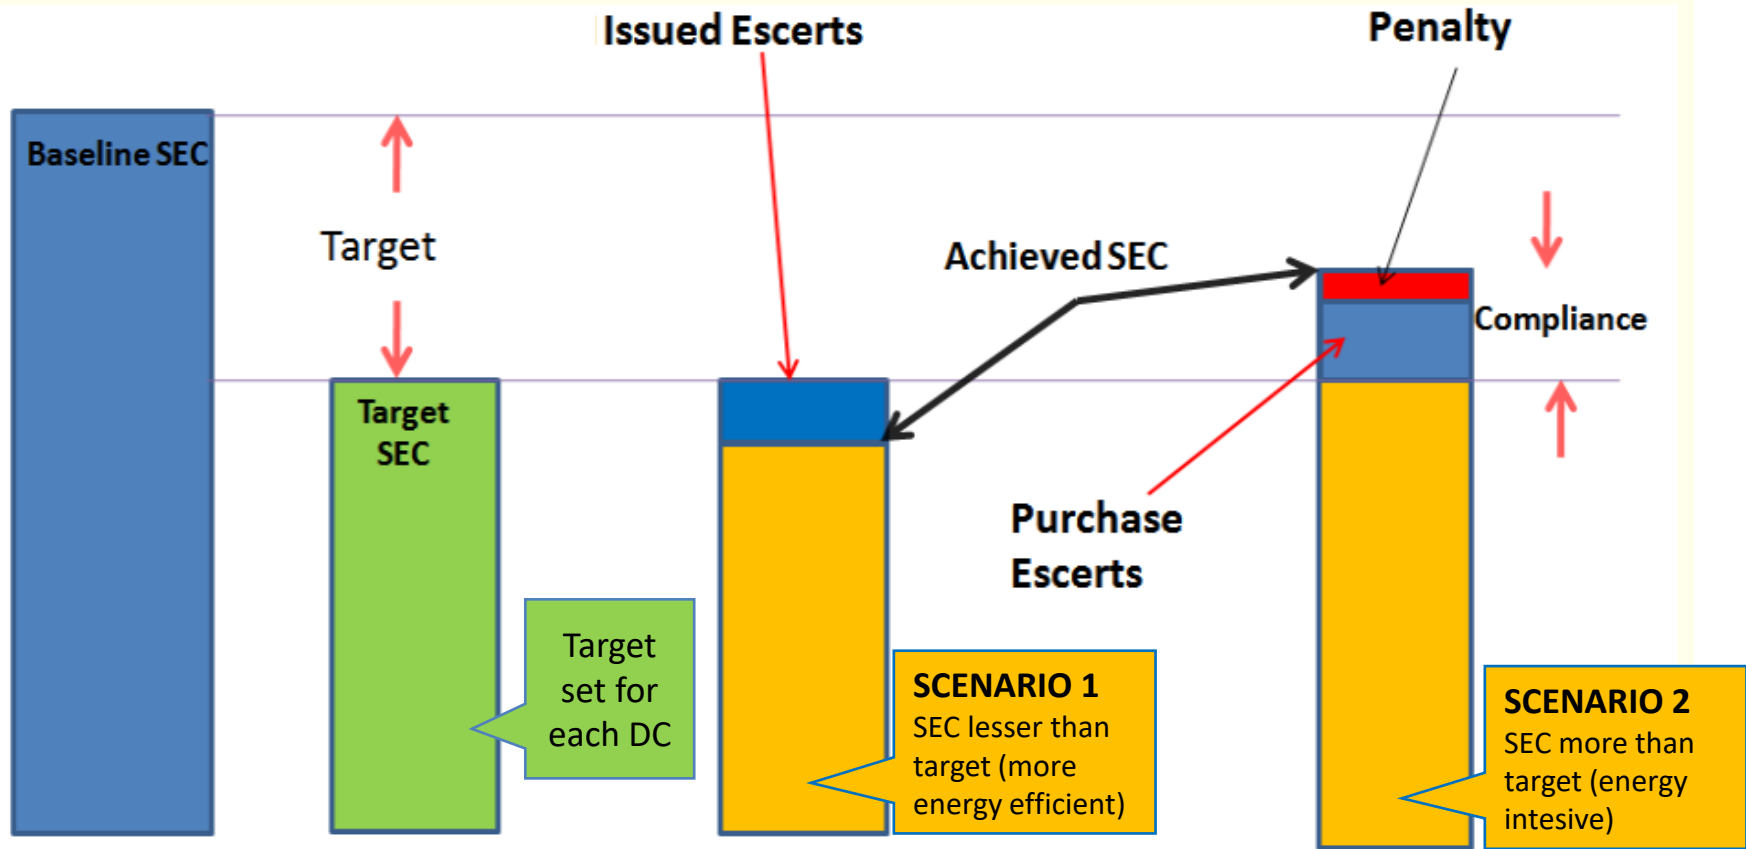 Issued Escerts
Penalty
Baseline SEC
Target
Achieved SEC
Compliance
Target
SEC
Purchase
Escerts
Target
set for
each DC
SCENARIO 1
SEC lesser than
target (more
energy efficient)
SCENARIO 2
SEC more than
target (energy
intesive)